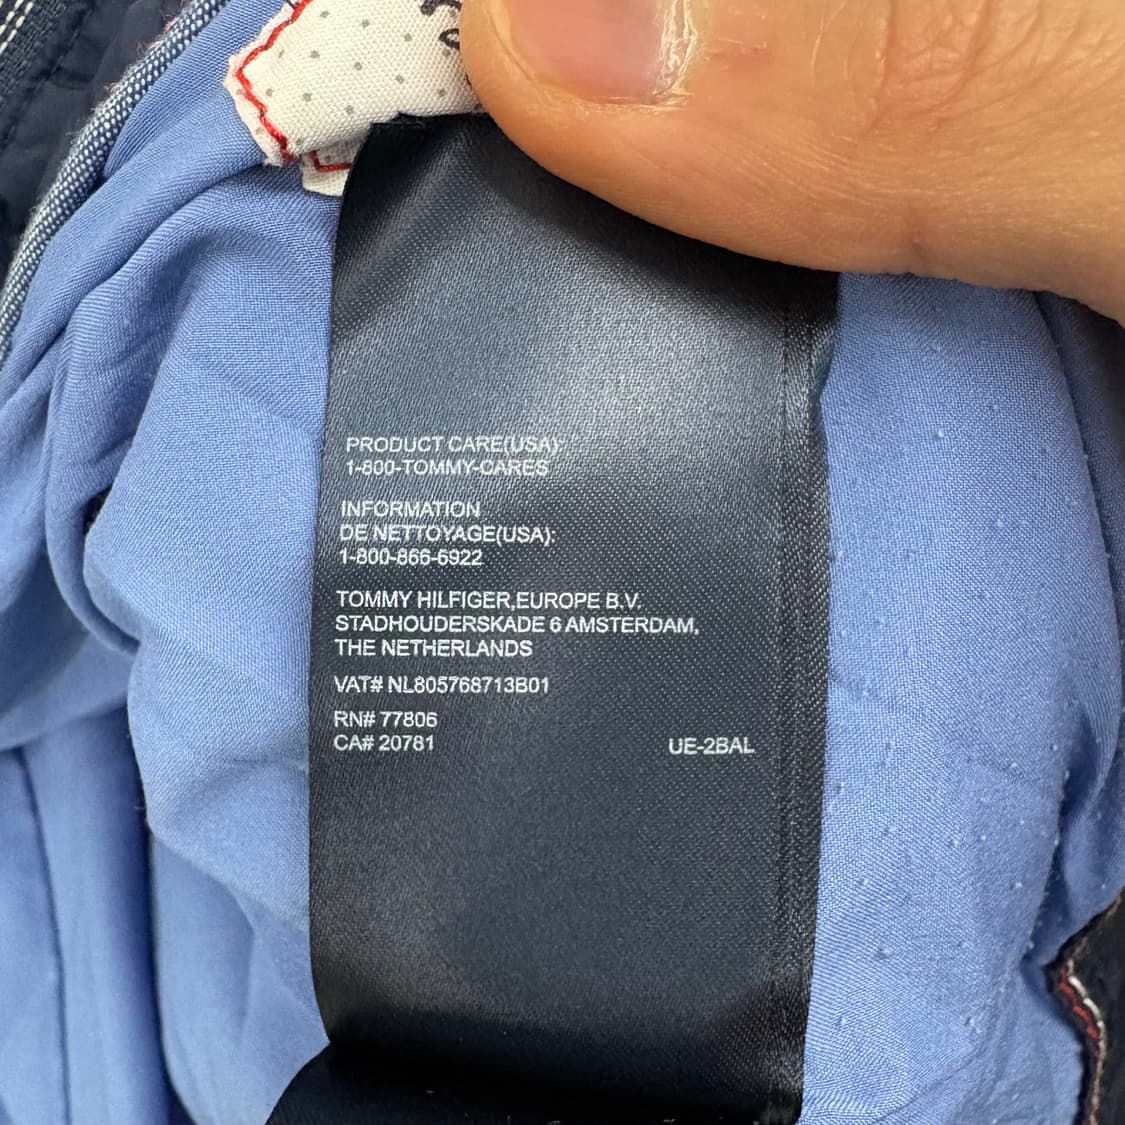 PRODUCT CARE(USA):
1-800-TOMMY-CARES
INFORMATION
DE NETTOYAGE(USA):
1-800-866-6922
TOMMY HILFIGER,EUROPE B.V.
STADHOUDERSKADE 6 AMSTERDAM,
THE NETHERLANDS
VAT# NL805768713B01
RN# 77806
CA# 20781 UE-2BAL